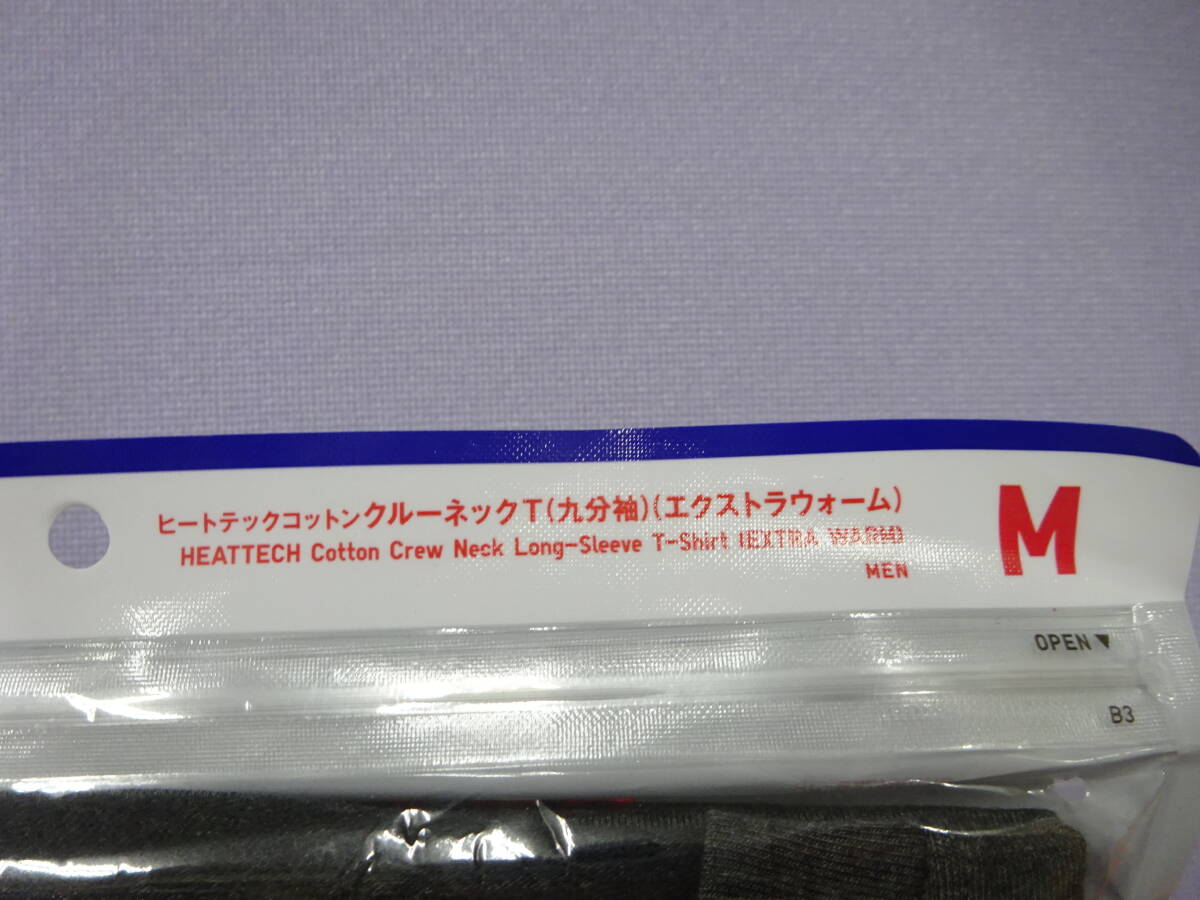 ヒートテックコットンクルーネックT(九分袖)(エクストラウォーム)
HEATTECH Cotton Crew Neck Long-Sleeve T-Shirt (EXTRA WARM)
MEN
M
OPEN ▼
B3